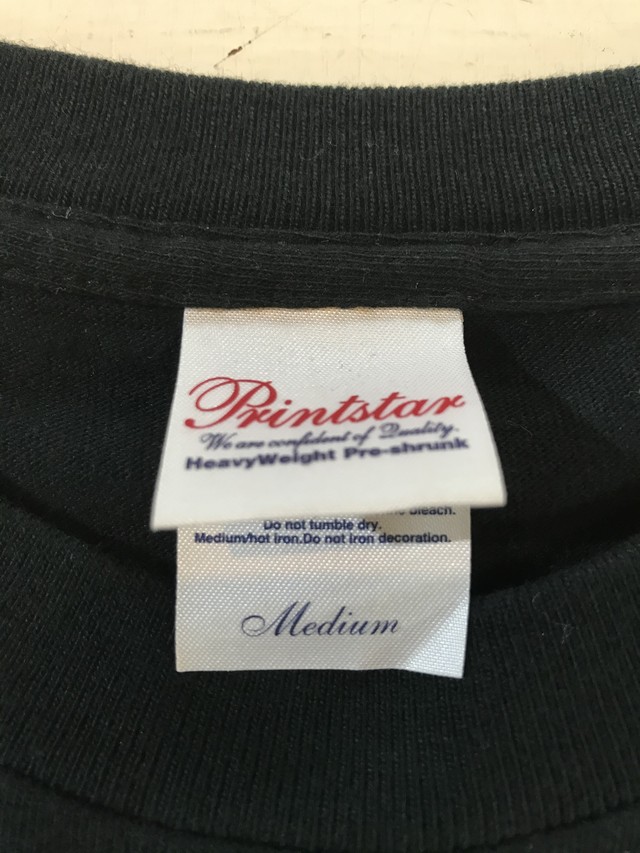 Printstar
We are confident of Quality.
HeavyWeight Pre-shrunk
bleach.
Do not tumble dry.
Medium/hot iron.Do not iron decoration.
Medium